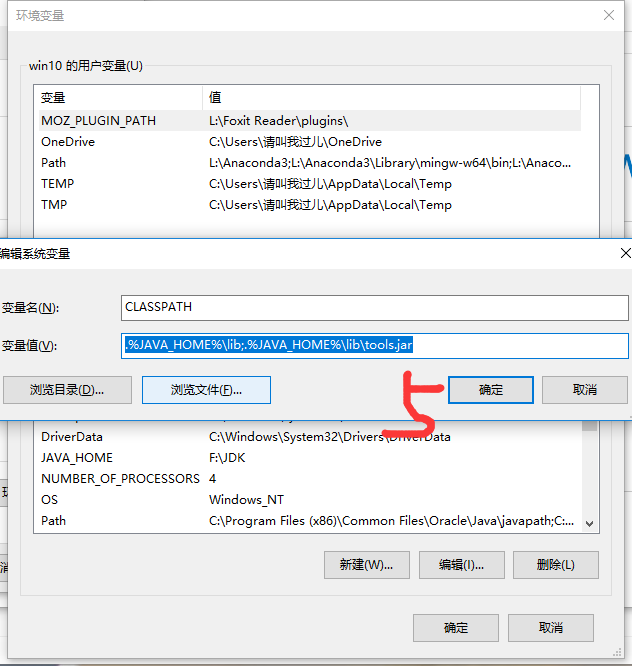 环境变量
win10 的用户变量(U)
变量 值
MOZ_PLUGIN_PATH L:\Foxit Reader\plugins\
OneDrive C:\Users\请叫我过儿\OneDrive
Path L:\Anaconda3;L:\Anaconda3\Library\mingw-w64\bin;L:\Anaco...
TEMP C:\Users\请叫我过儿\AppData\Local\Temp
TMP C:\Users\请叫我过儿\AppData\Local\Temp
编辑系统变量
变量名(N): CLASSPATH
变量值(V): .%JAVA_HOME%\lib;.%JAVA_HOME%\lib\tools.jar
浏览目录(D)... 浏览文件(F)... 5 确定 取消
DriverData C:\Windows\System32\Drivers\DriverData
JAVA_HOME F:\JDK
NUMBER_OF_PROCESSORS 4
OS Windows_NT
Path C:\Program Files (x86)\Common Files\Oracle\Java\javapath;C:...
新建(W)... 编辑(I)... 删除(L)
确定 取消